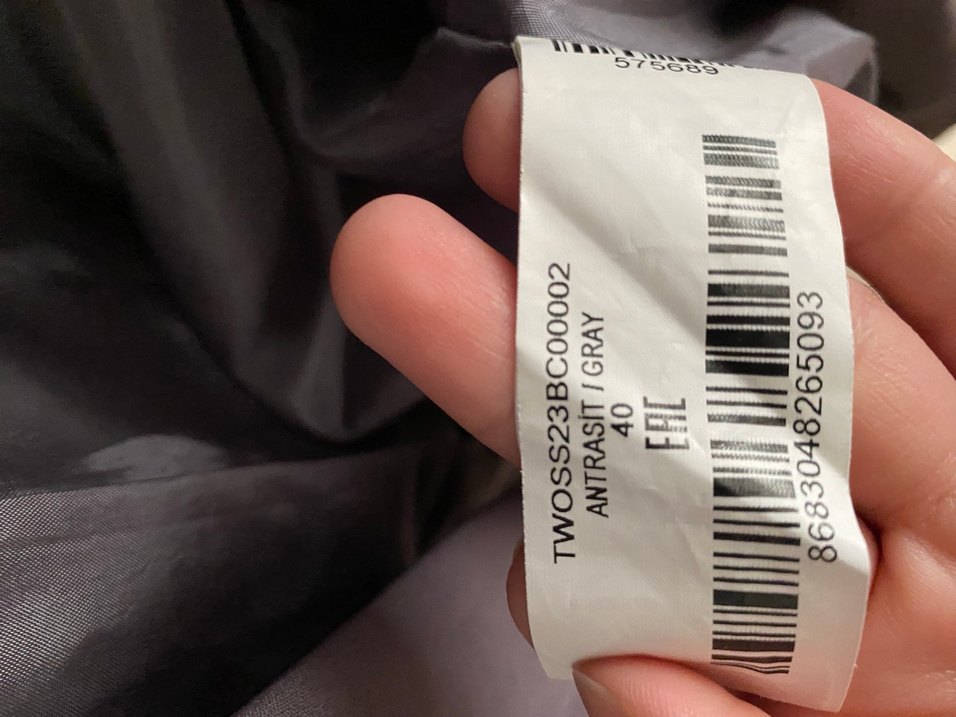 575689
TWOSS23BC00002
ANTRASİT / GRAY
40
EAC
8683048265093